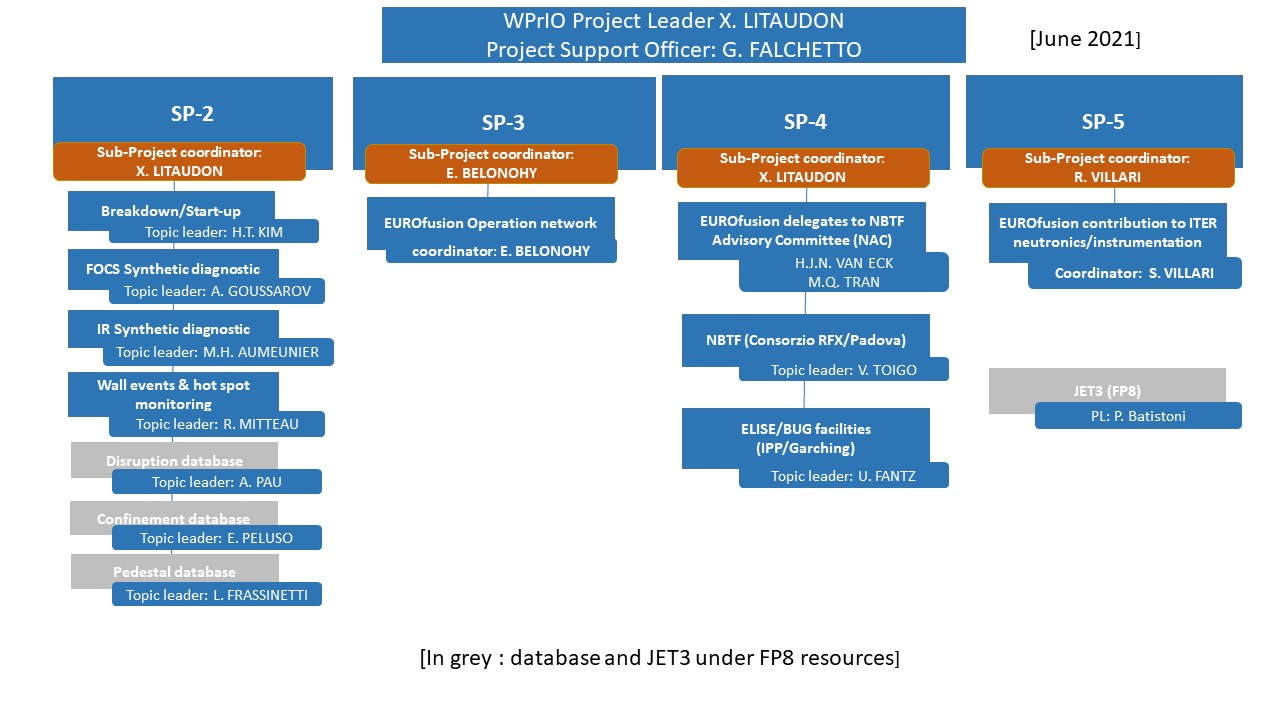 WPrIO Project Leader X. LITAUDON
Project Support Officer: G. FALCHETTO
[June 2021]
SP-2
Sub-Project coordinator:
X. LITAUDON
Breakdown/Start-up
Topic leader: H.T. KIM
FOCS Synthetic diagnostic
Topic leader: A. GOUSSAROV
IR Synthetic diagnostic
Topic leader: M.H. AUMEUNIER
Wall events & hot spot
monitoring
Topic leader: R. MITTEAU
Disruption database
Topic leader: A. PAU
Confinement database
Topic leader: E. PELUSO
Pedestal database
Topic leader: L. FRASSINETTI
SP-3
Sub-Project coordinator:
E. BELONOHY
EUROfusion Operation network
coordinator: E. BELONOHY
SP-4
Sub-Project coordinator:
X. LITAUDON
EUROfusion delegates to NBTF
Advisory Committee (NAC)
H.J.N. VAN ECK
M.Q. TRAN
NBTF (Consorzio RFX/Padova)
Topic leader: V. TOIGO
ELISE/BUG facilities
(IPP/Garching)
Topic leader: U. FANTZ
SP-5
Sub-Project coordinator:
R. VILLARI
EUROfusion contribution to ITER
neutronics/instrumentation
Coordinator: S. VILLARI
JET3 (FP8)
PL: P. Batistoni
[In grey : database and JET3 under FP8 resources]